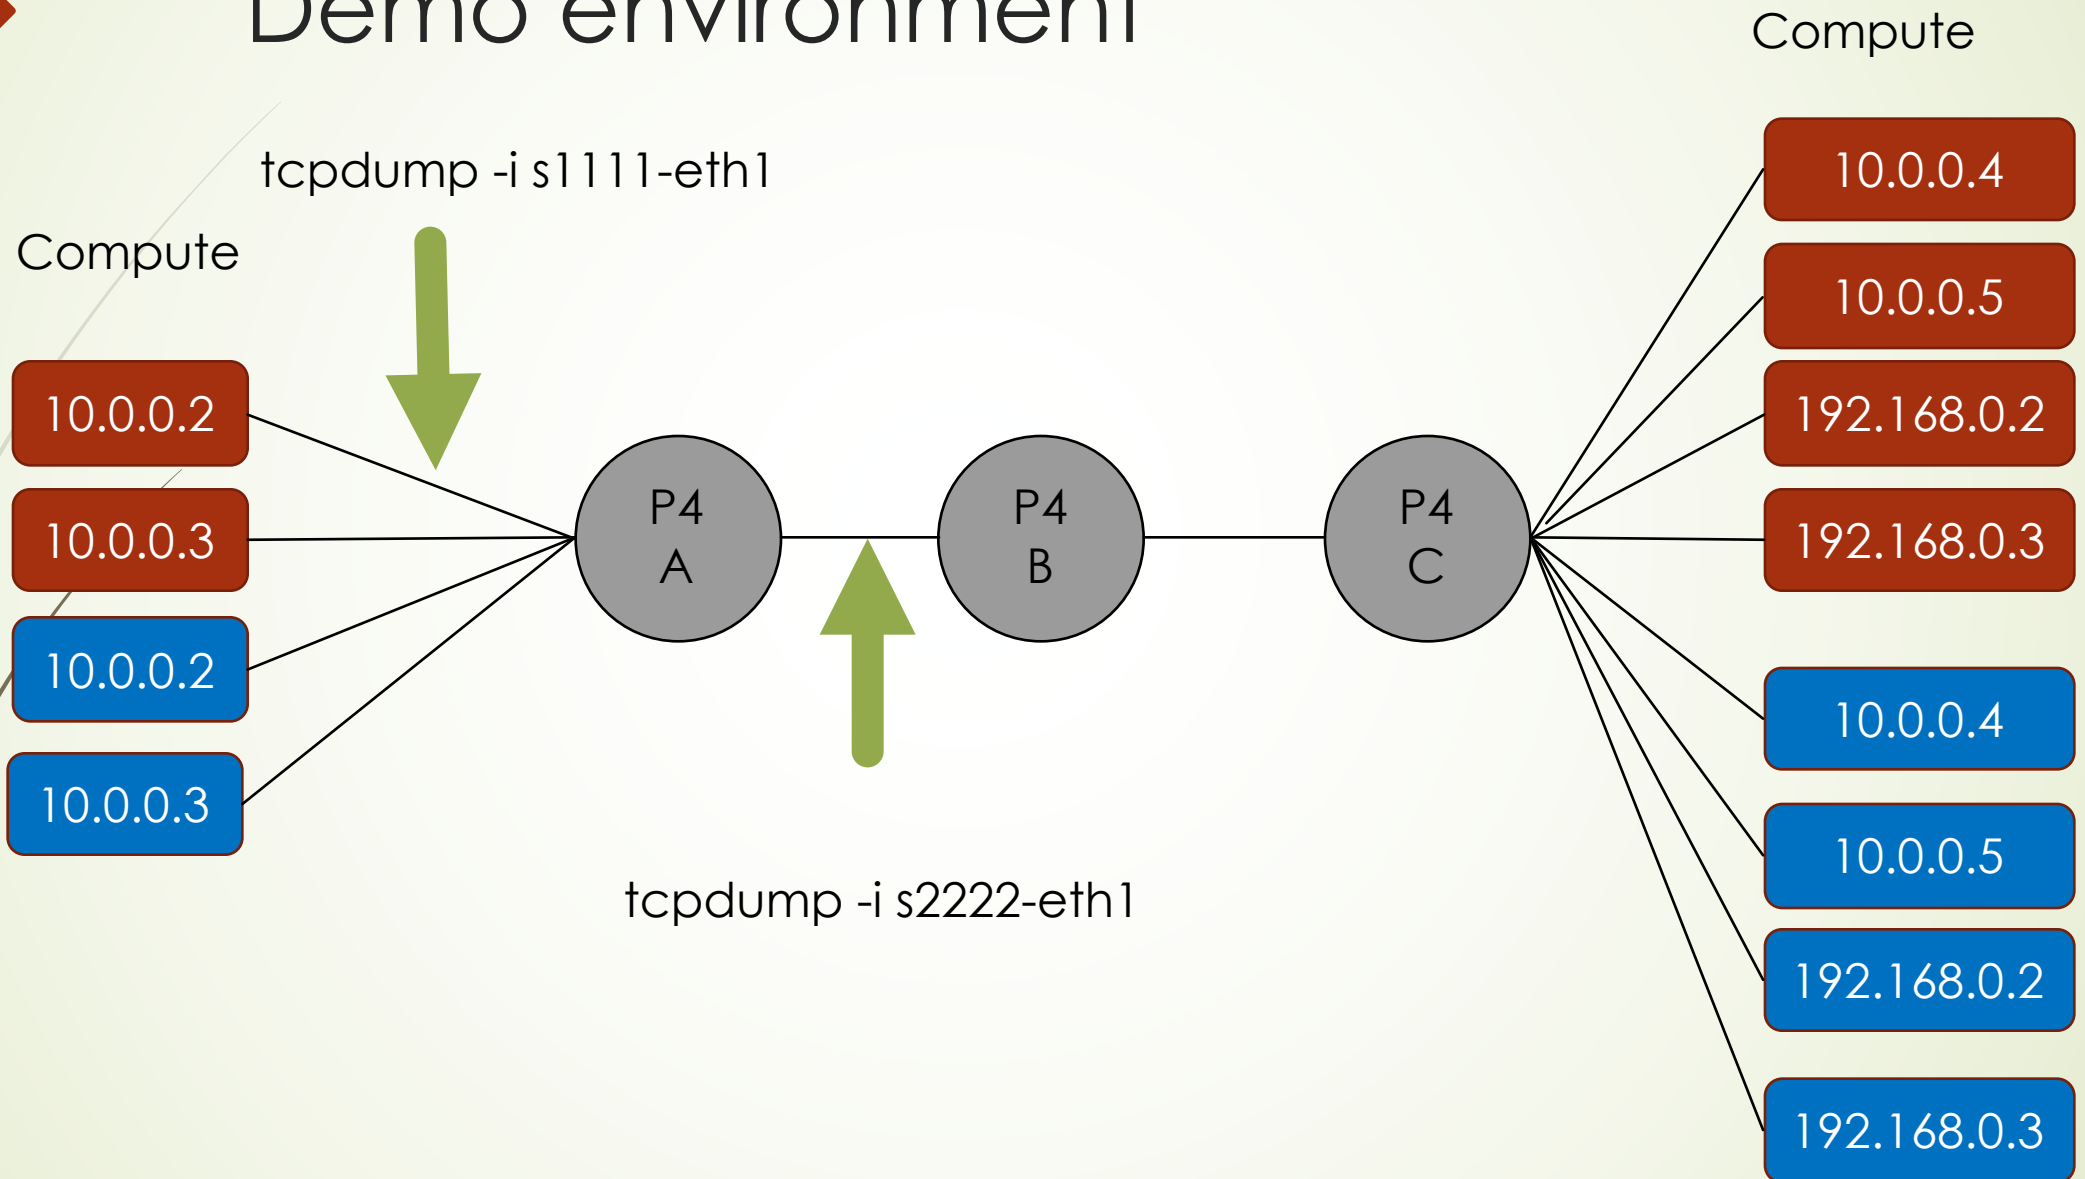 Demo environment
Compute
tcpdump -i s1111-eth1
Compute
10.0.0.2
10.0.0.3
10.0.0.2
10.0.0.3
P4
A
P4
B
P4
C
tcpdump -i s2222-eth1
10.0.0.4
10.0.0.5
192.168.0.2
192.168.0.3
10.0.0.4
10.0.0.5
192.168.0.2
192.168.0.3